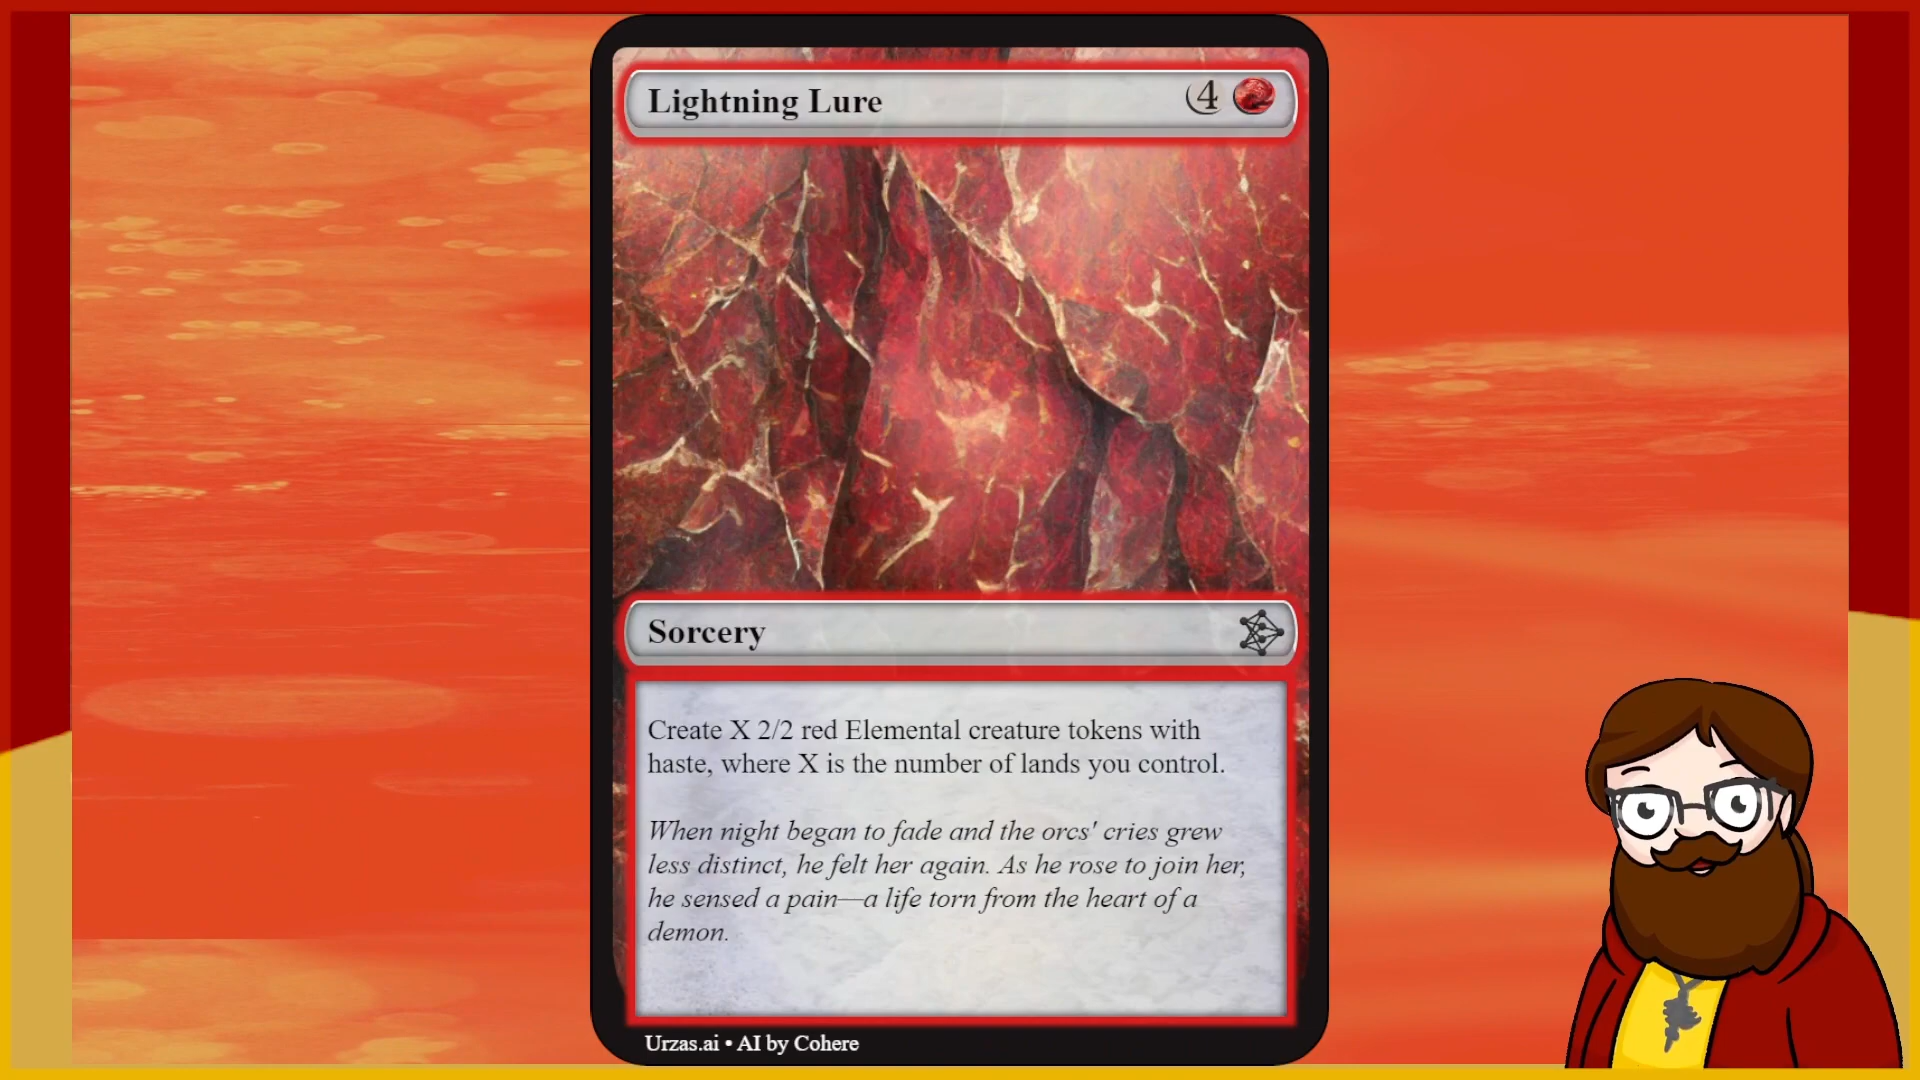 Lightning Lure 4
Sorcery
Create X 2/2 red Elemental creature tokens with
haste, where X is the number of lands you control.
When night began to fade and the orcs' cries grew
less distinct, he felt her again. As he rose to join her,
he sensed a pain—a life torn from the heart of a
demon.
Urzas.ai • AI by Cohere